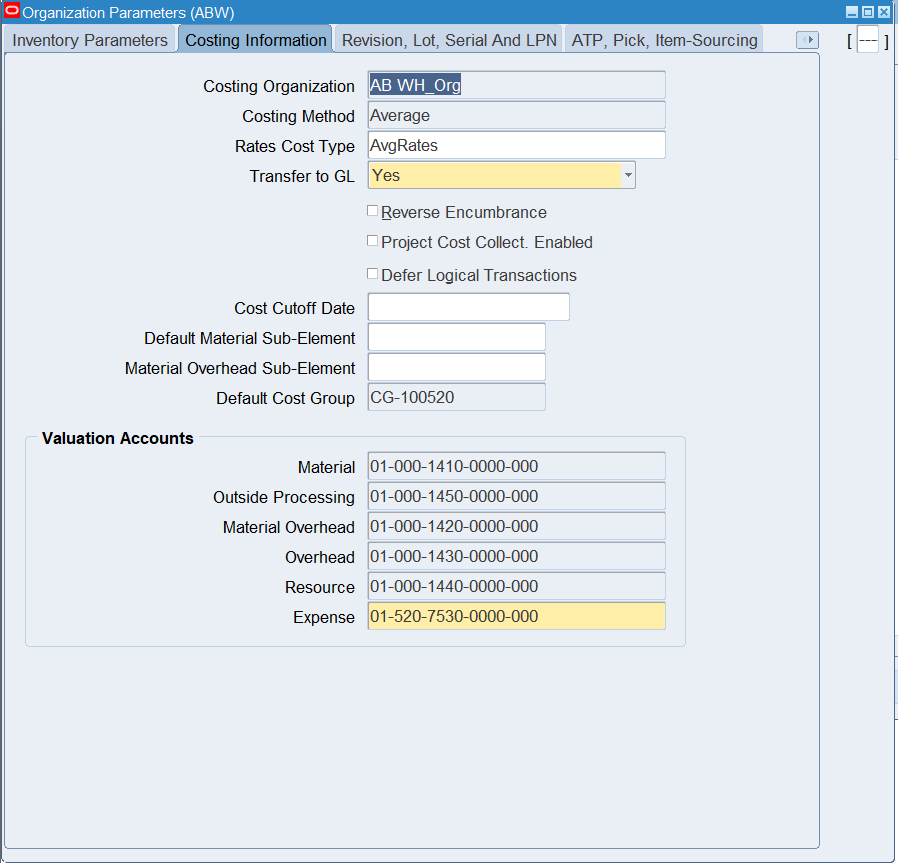 Organization Parameters (ABW)
Inventory Parameters Costing Information Revision, Lot, Serial And LPN ATP, Pick, Item-Sourcing [ --- ]
Costing Organization AB WH_Org
Costing Method Average
Rates Cost Type AvgRates
Transfer to GL Yes
Reverse Encumbrance
Project Cost Collect. Enabled
Defer Logical Transactions
Cost Cutoff Date
Default Material Sub-Element
Material Overhead Sub-Element
Default Cost Group CG-100520
Valuation Accounts
Material 01-000-1410-0000-000
Outside Processing 01-000-1450-0000-000
Material Overhead 01-000-1420-0000-000
Overhead 01-000-1430-0000-000
Resource 01-000-1440-0000-000
Expense 01-520-7530-0000-000